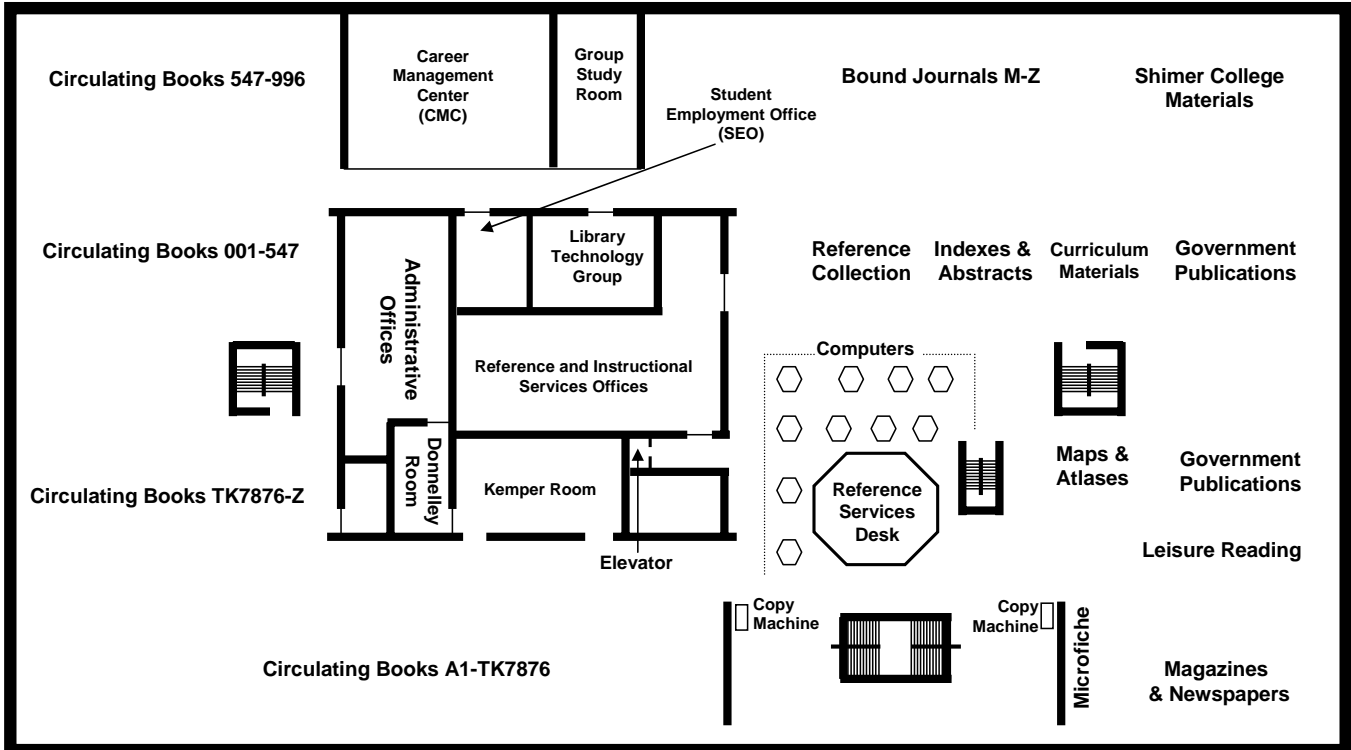 Circulating Books 547-996
Career
Management
Center
(CMC)
Group
Study
Room
Student
Employment Office
(SEO)
Bound Journals M-Z
Shimer College
Materials
Circulating Books 001-547
Administrative
Offices
Library
Technology
Group
Reference
Collection
Indexes &
Abstracts
Curriculum
Materials
Government
Publications
Reference and Instructional
Services Offices
Computers
Circulating Books TK7876-Z
Donnelley
Room
Kemper Room
Elevator
Reference
Services
Desk
Maps &
Atlases
Government
Publications
Leisure Reading
Circulating Books A1-TK7876
Copy
Machine
Copy
Machine
Microfiche
Magazines
& Newspapers